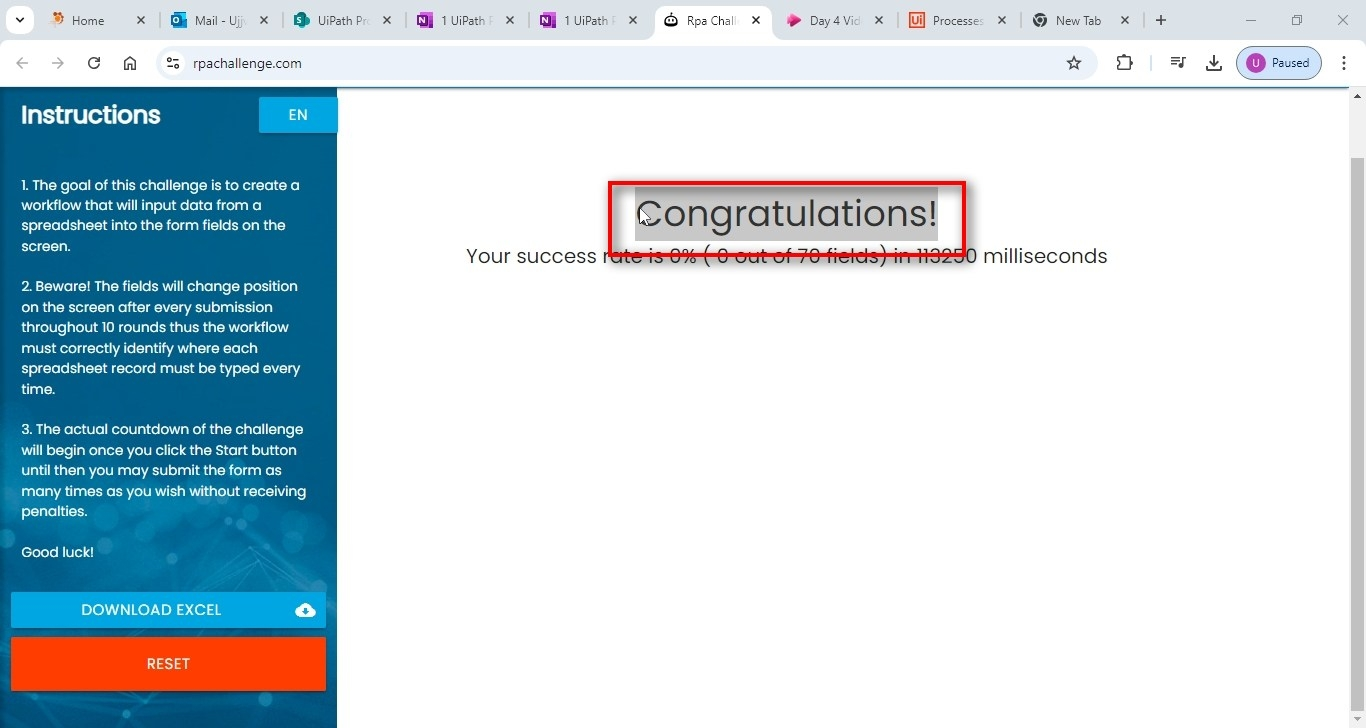 Home
Mail - Ujj
UiPath Pr
1 UiPath
1 UiPath
Rpa Chall
Day 4 Vid
Processes
New Tab
rpachallenge.com
U Paused
Instructions
EN
1. The goal of this challenge is to create a
workflow that will input data from a
spreadsheet into the form fields on the
screen.
2. Beware! The fields will change position
on the screen after every submission
throughout 10 rounds thus the workflow
must correctly identify where each
spreadsheet record must be typed every
time.
3. The actual countdown of the challenge
will begin once you click the Start button
until then you may submit the form as
many times as you wish without receiving
penalties.
Good luck!
DOWNLOAD EXCEL
RESET
Congratulations!
Your success rate is 0% ( 0 out of 70 fields) in 113250 milliseconds